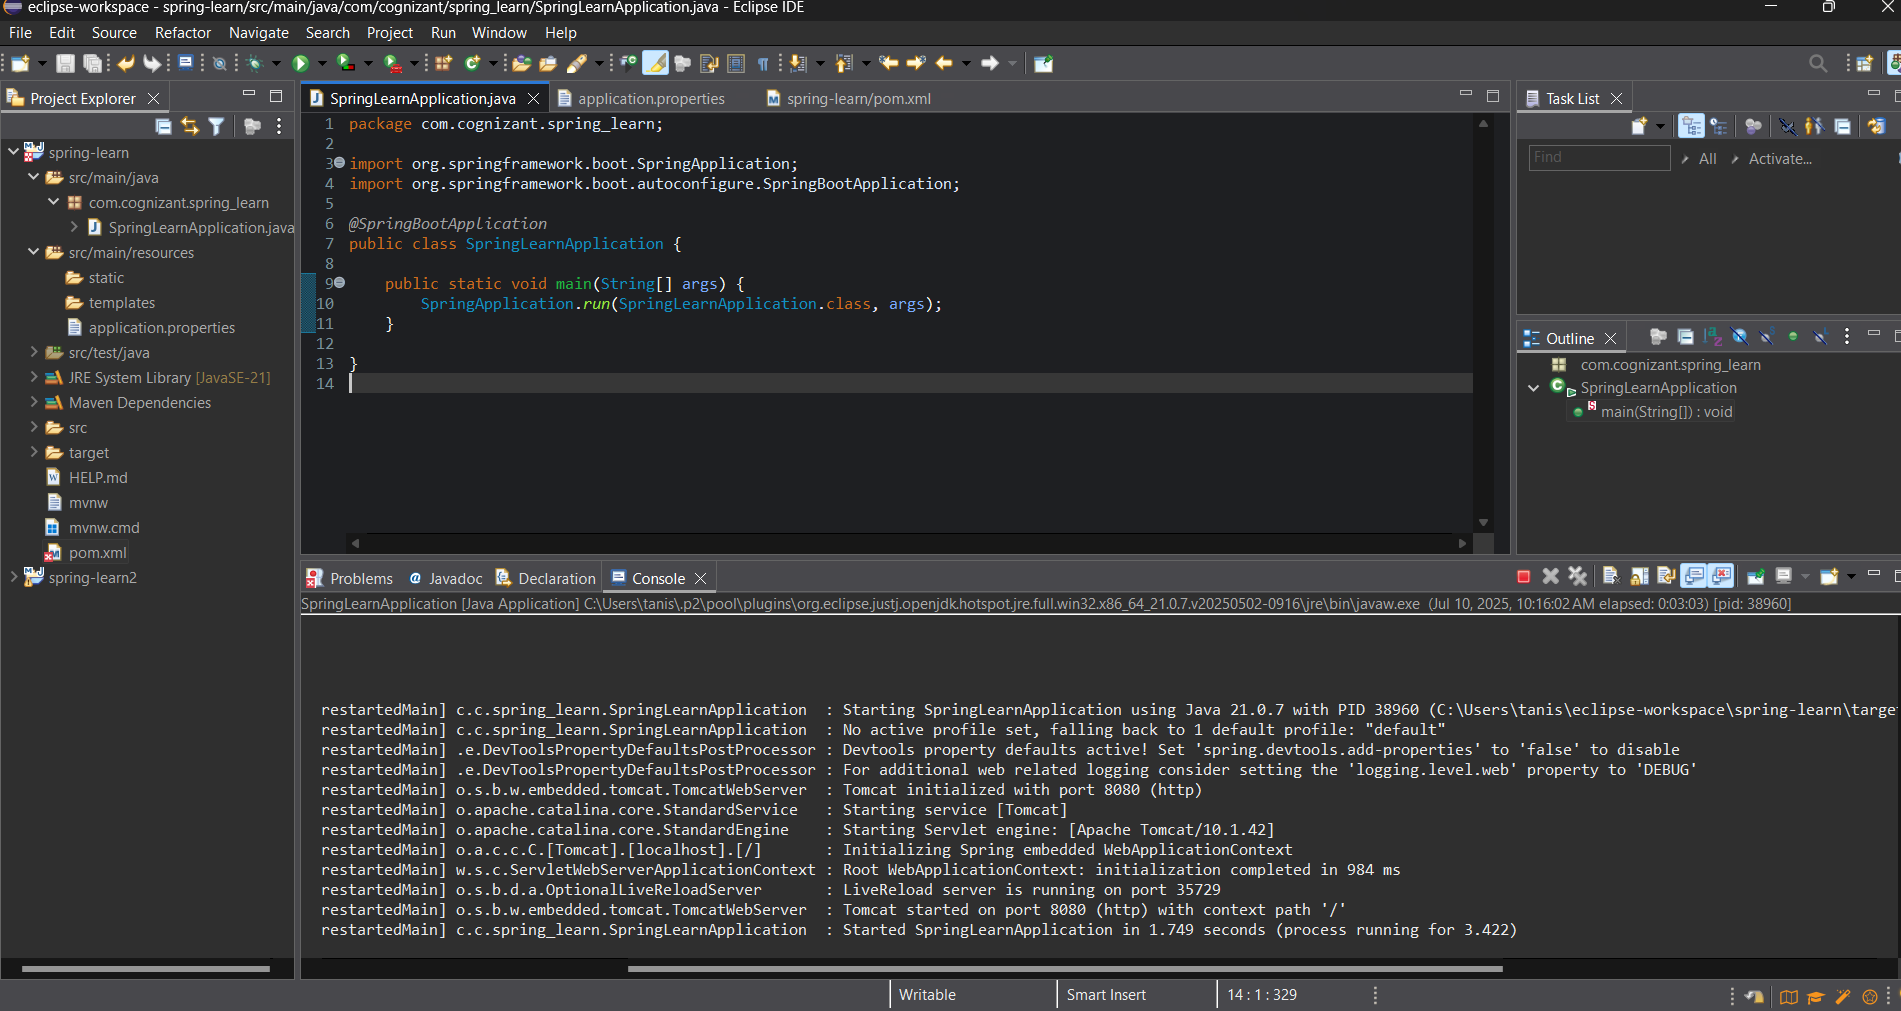 eclipse-workspace - spring-learn/src/main/java/com/cognizant/spring_learn/SpringLearnApplication.java - Eclipse IDE
File Edit Source Refactor Navigate Search Project Run Window Help
Project Explorer
spring-learn
src/main/java
com.cognizant.spring_learn
SpringLearnApplication.java
src/main/resources
static
templates
application.properties
src/test/java
JRE System Library [JavaSE-21]
Maven Dependencies
src
target
HELP.md
mvnw
mvnw.cmd
pom.xml
spring-learn2
SpringLearnApplication.java application.properties spring-learn/pom.xml
1 package com.cognizant.spring_learn;
2
3 import org.springframework.boot.SpringApplication;
4 import org.springframework.boot.autoconfigure.SpringBootApplication;
5
6 @SpringBootApplication
7 public class SpringLearnApplication {
8
9 public static void main(String[] args) {
10 SpringApplication.run(SpringLearnApplication.class, args);
11 }
12
13 }
14
Task List
Find All Activate...
Outline
com.cognizant.spring_learn
SpringLearnApplication
main(String[]) : void
Problems Javadoc Declaration Console
SpringLearnApplication [Java Application] C:\Users\tanis\.p2\pool\plugins\org.eclipse.justj.openjdk.hotspot.jre.full.win32.x86_64_21.0.7.v20250502-0916\jre\bin\javaw.exe (Jul 10, 2025, 10:16:02 AM elapsed: 0:03:03) [pid: 38960]
restartedMain] c.c.spring_learn.SpringLearnApplication : Starting SpringLearnApplication using Java 21.0.7 with PID 38960 (C:\Users\tanis\eclipse-workspace\spring-learn\targe
restartedMain] c.c.spring_learn.SpringLearnApplication : No active profile set, falling back to 1 default profile: "default"
restartedMain] .e.DevToolsPropertyDefaultsPostProcessor : Devtools property defaults active! Set 'spring.devtools.add-properties' to 'false' to disable
restartedMain] .e.DevToolsPropertyDefaultsPostProcessor : For additional web related logging consider setting the 'logging.level.web' property to 'DEBUG'
restartedMain] o.s.b.w.embedded.tomcat.TomcatWebServer : Tomcat initialized with port 8080 (http)
restartedMain] o.apache.catalina.core.StandardService : Starting service [Tomcat]
restartedMain] o.apache.catalina.core.StandardEngine : Starting Servlet engine: [Apache Tomcat/10.1.42]
restartedMain] o.a.c.c.C.[Tomcat].[localhost].[/] : Initializing Spring embedded WebApplicationContext
restartedMain] w.s.c.ServletWebServerApplicationContext : Root WebApplicationContext: initialization completed in 984 ms
restartedMain] o.s.b.d.a.OptionalLiveReloadServer : LiveReload server is running on port 35729
restartedMain] o.s.b.w.embedded.tomcat.TomcatWebServer : Tomcat started on port 8080 (http) with context path '/'
restartedMain] c.c.spring_learn.SpringLearnApplication : Started SpringLearnApplication in 1.749 seconds (process running for 3.422)
Writable Smart Insert 14 : 1 : 329